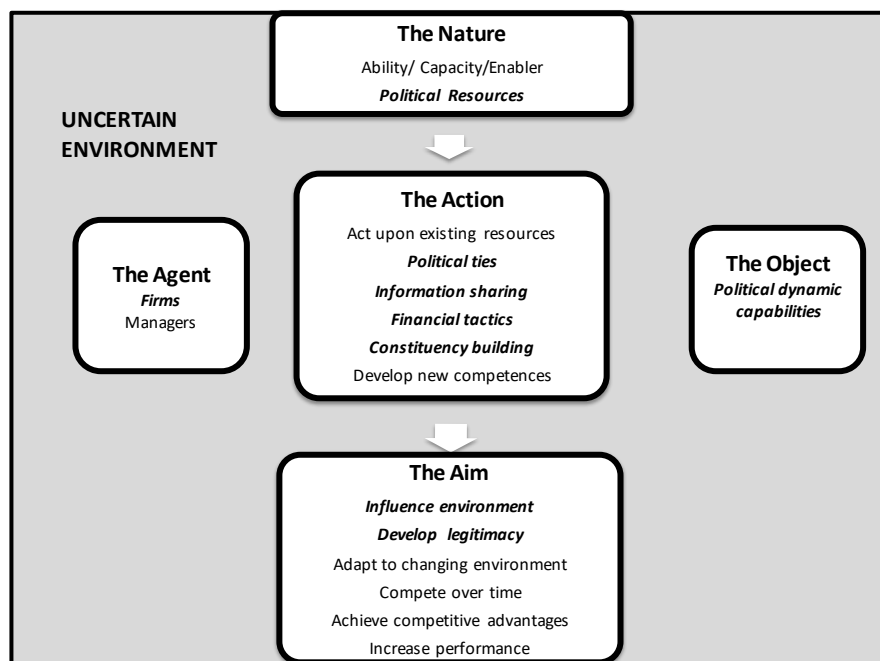 The Nature
Ability/ Capacity/Enabler
Political Resources
UNCERTAIN
ENVIRONMENT
The Action
Act upon existing resources
Political ties
Information sharing
Financial tactics
Constituency building
Develop new competences
The Agent
Firms
Managers
The Object
Political dynamic
capabilities
The Aim
Influence environment
Develop legitimacy
Adapt to changing environment
Compete over time
Achieve competitive advantages
Increase performance